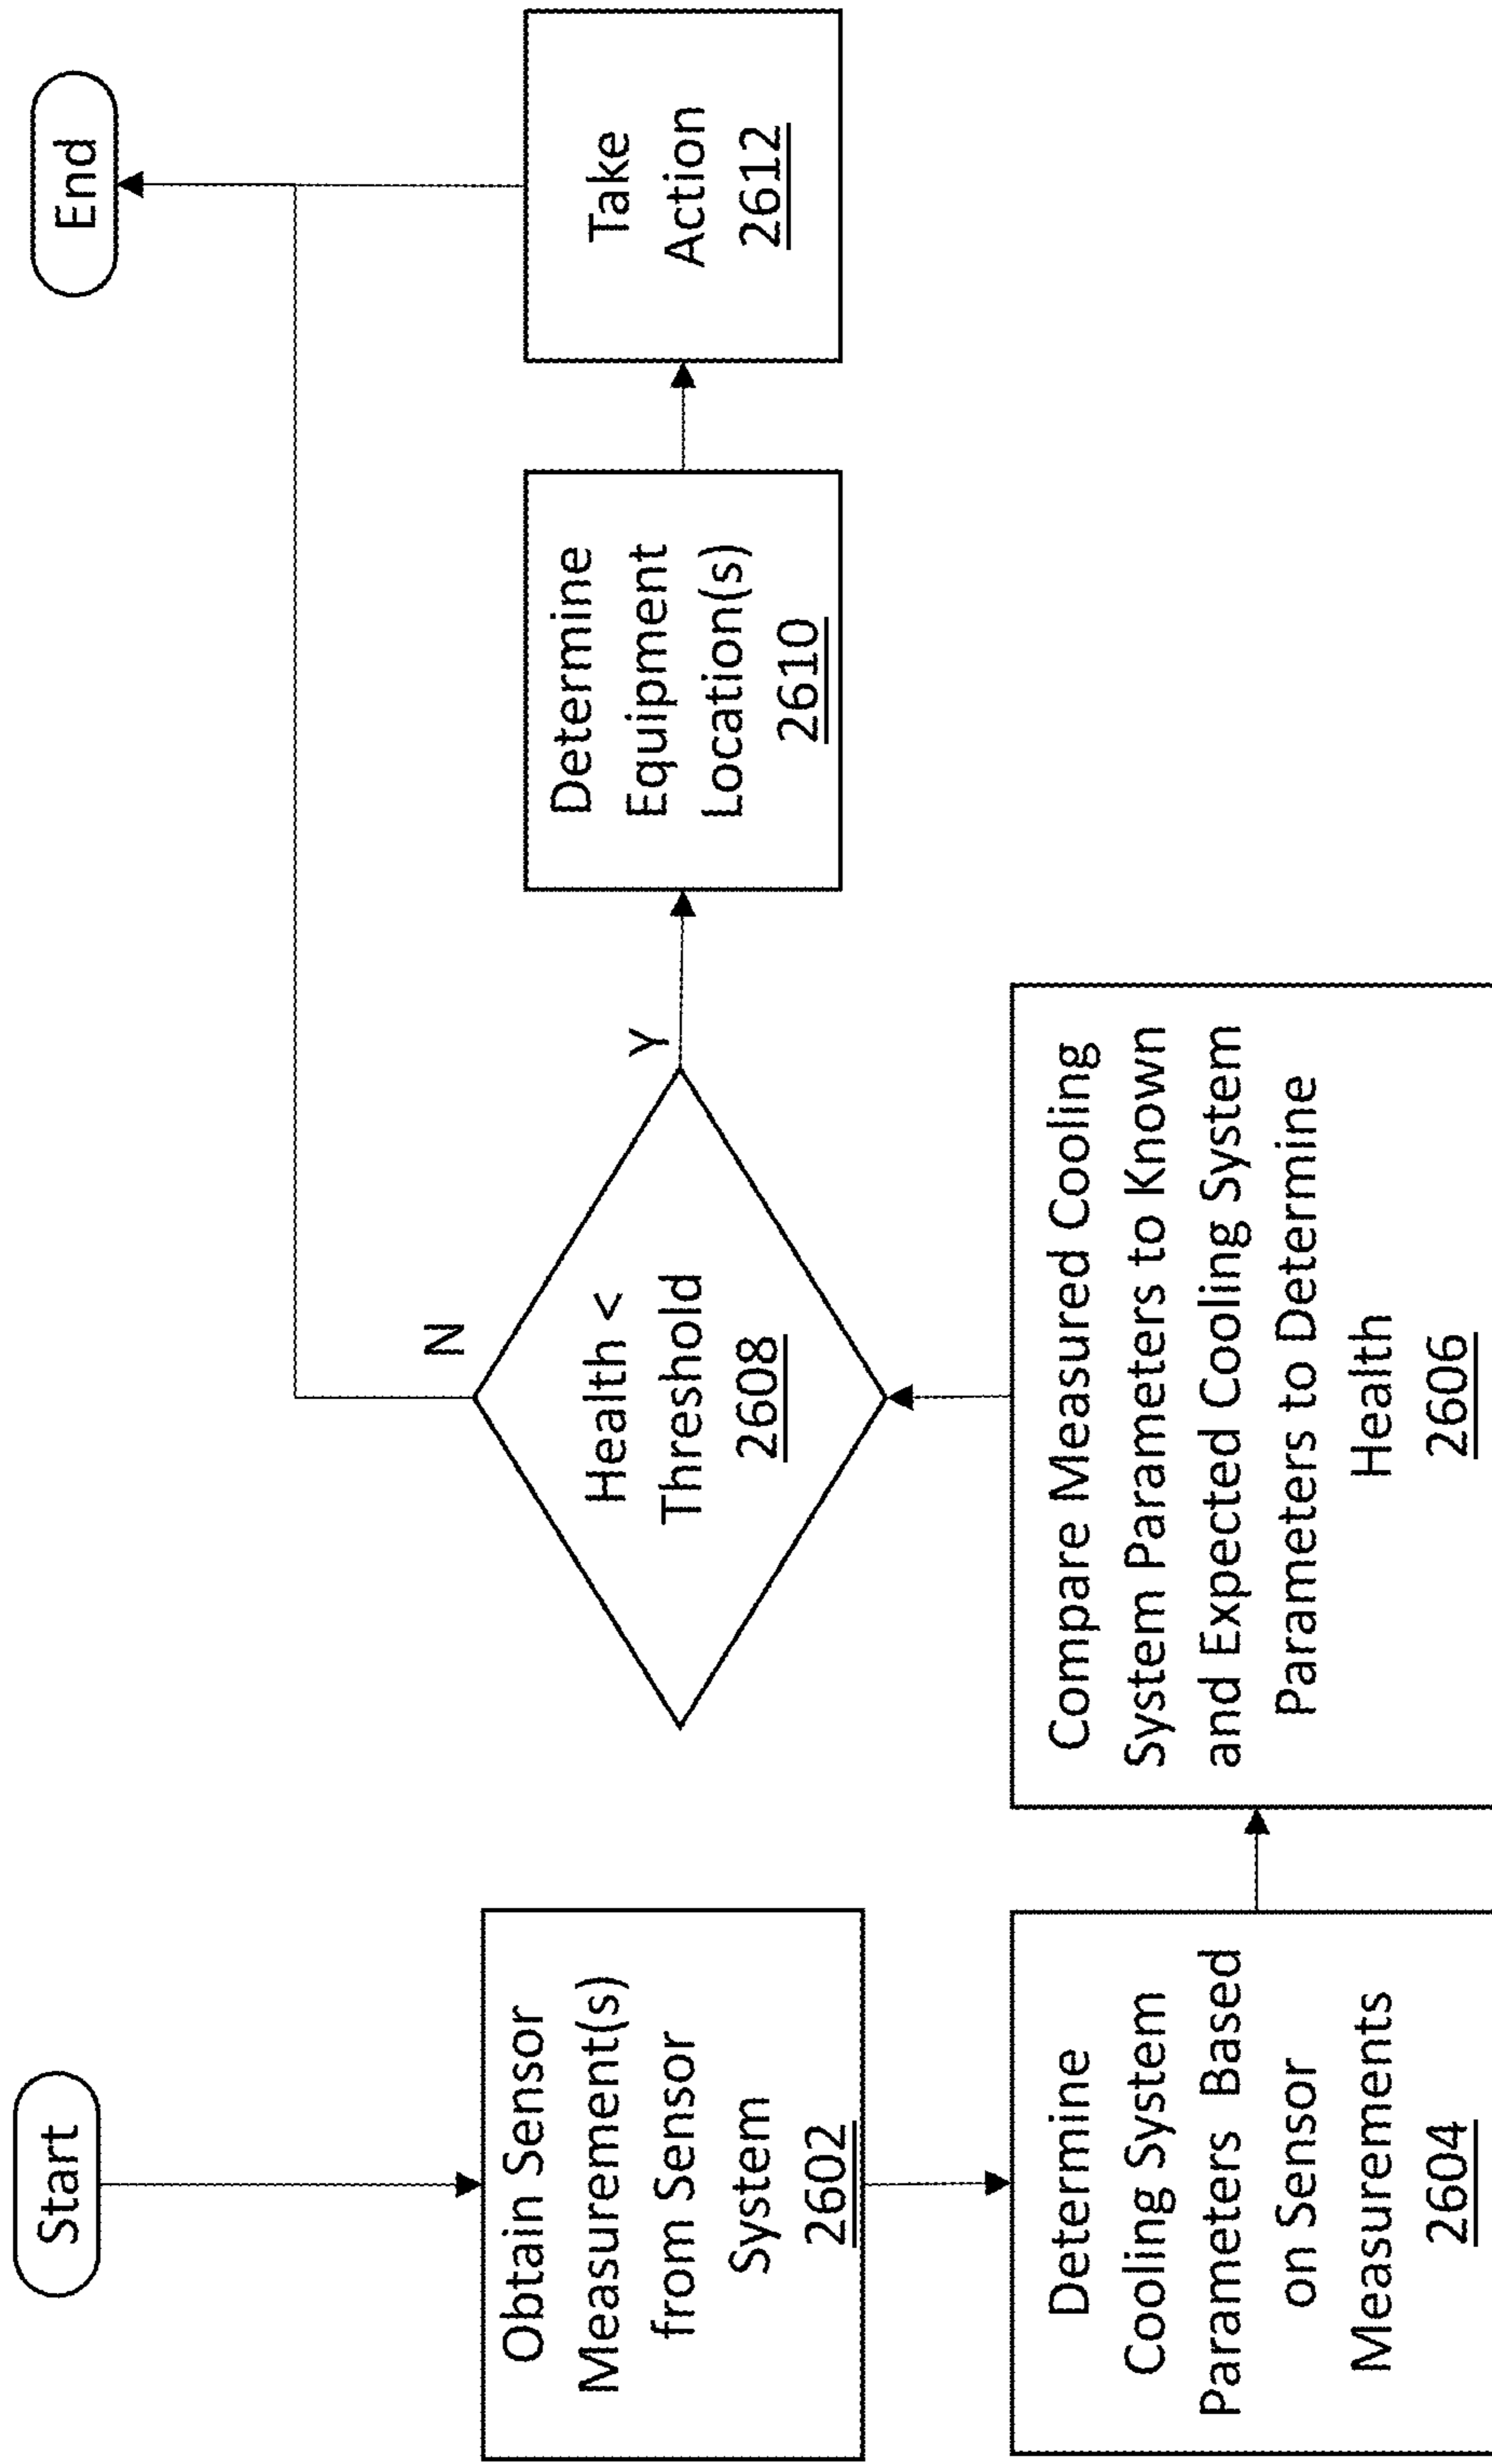 Start
Obtain Sensor
Measurement(s)
from Sensor
System
2602
Determine
Cooling System
Parameters Based
on Sensor
Measurements
2604
Compare Measured Cooling
System Parameters to Known
and Expected Cooling System
Parameters to Determine
Health
2606
Health <
Threshold
2608
N
Y
Determine
Equipment
Location(s)
2610
Take
Action
2612
End